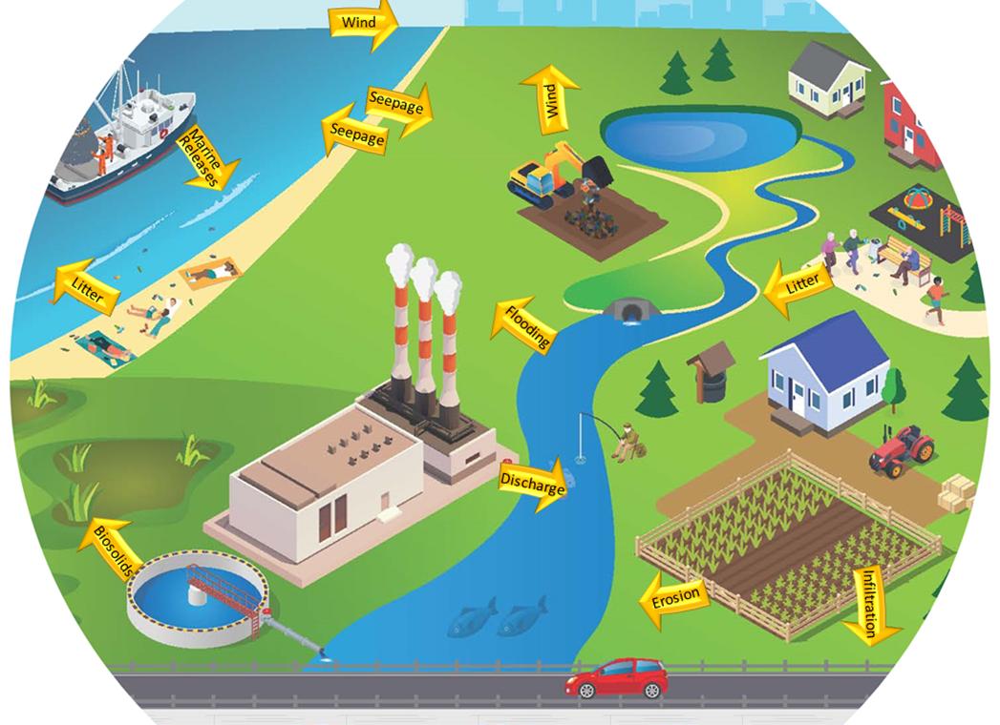 Wind
Seepage
Seepage
Wind
Marine
Releases
Litter
Litter
Flooding
Discharge
Biosolids
Erosion
Infiltration